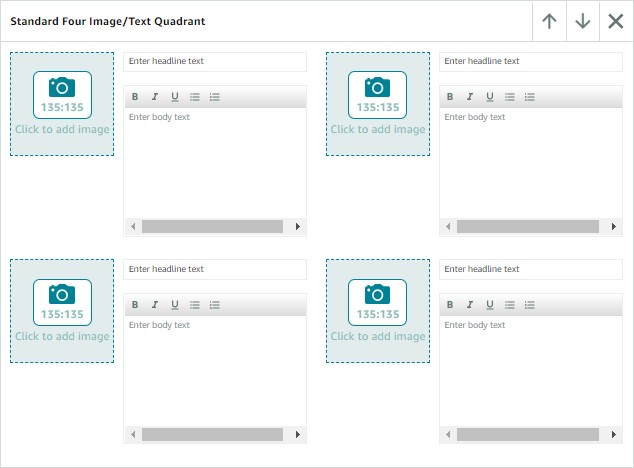 Standard Four Image/Text Quadrant
135:135
Click to add image
Enter headline text
B I U
Enter body text
135:135
Click to add image
Enter headline text
B I U
Enter body text
135:135
Click to add image
Enter headline text
B I U
Enter body text
135:135
Click to add image
Enter headline text
B I U
Enter body text